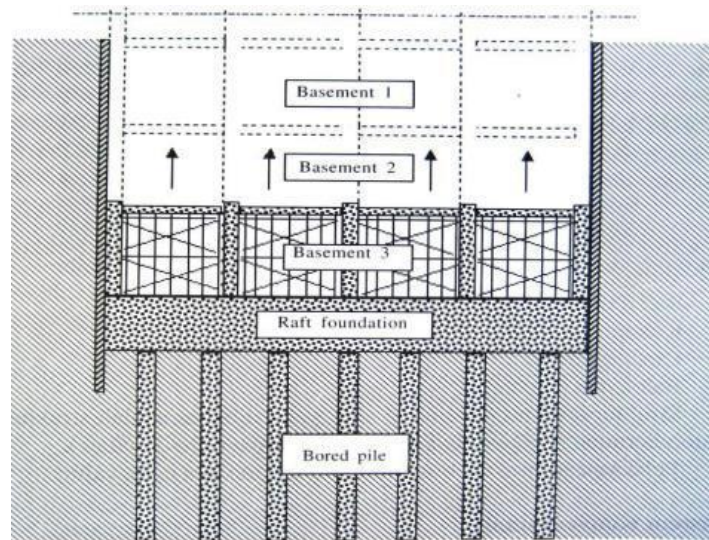 Basement 1
Basement 2
Basement 3
Raft foundation
Bored pile